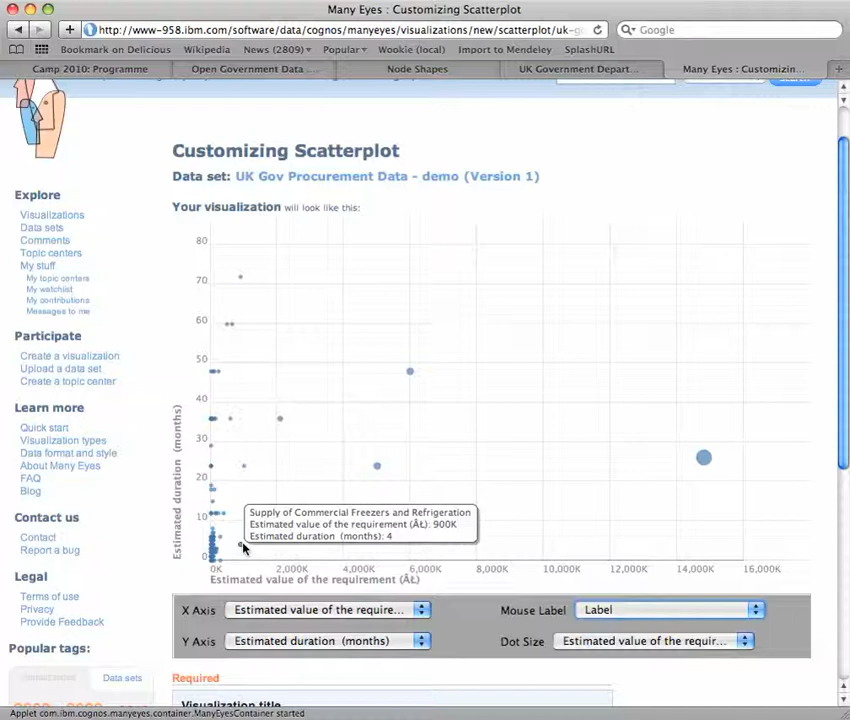 Many Eyes : Customizing Scatterplot
http://www-958.ibm.com/software/data/cognos/manyeyes/visualizations/new/scatterplot/uk-g
Google
Bookmark on Delicious Wikipedia News (2809) Popular Wookie (local) Import to Mendeley SplashURL
Camp 2010: Programme Open Government Data ... Node Shapes UK Government Depart... Many Eyes : Customizin...
Customizing Scatterplot
Data set: UK Gov Procurement Data - demo (Version 1)
Your visualization will look like this:
Explore
Visualizations
Data sets
Comments
Topic centers
My stuff
My topic centers
My watchlist
My contributions
Messages to me
Participate
Create a visualization
Upload a data set
Create a topic center
Learn more
Quick start
Visualization types
Data format and style
About Many Eyes
FAQ
Blog
Contact us
Contact
Report a bug
Legal
Terms of use
Privacy
Provide Feedback
Popular tags:
Data sets
80
70
60
50
40
30
20
10
0
Estimated duration (months)
Supply of Commercial Freezers and Refrigeration
Estimated value of the requirement (ÂŁ): 900K
Estimated duration (months): 4
0K 2,000K 4,000K 6,000K 8,000K 10,000K 12,000K 14,000K 16,000K
Estimated value of the requirement (ÂŁ)
X Axis Estimated value of the require... Mouse Label Label
Y Axis Estimated duration (months) Dot Size Estimated value of the requir...
Required
Visualization title
Applet com.ibm.cognos.manyeyes.container.ManyEyesContainer started